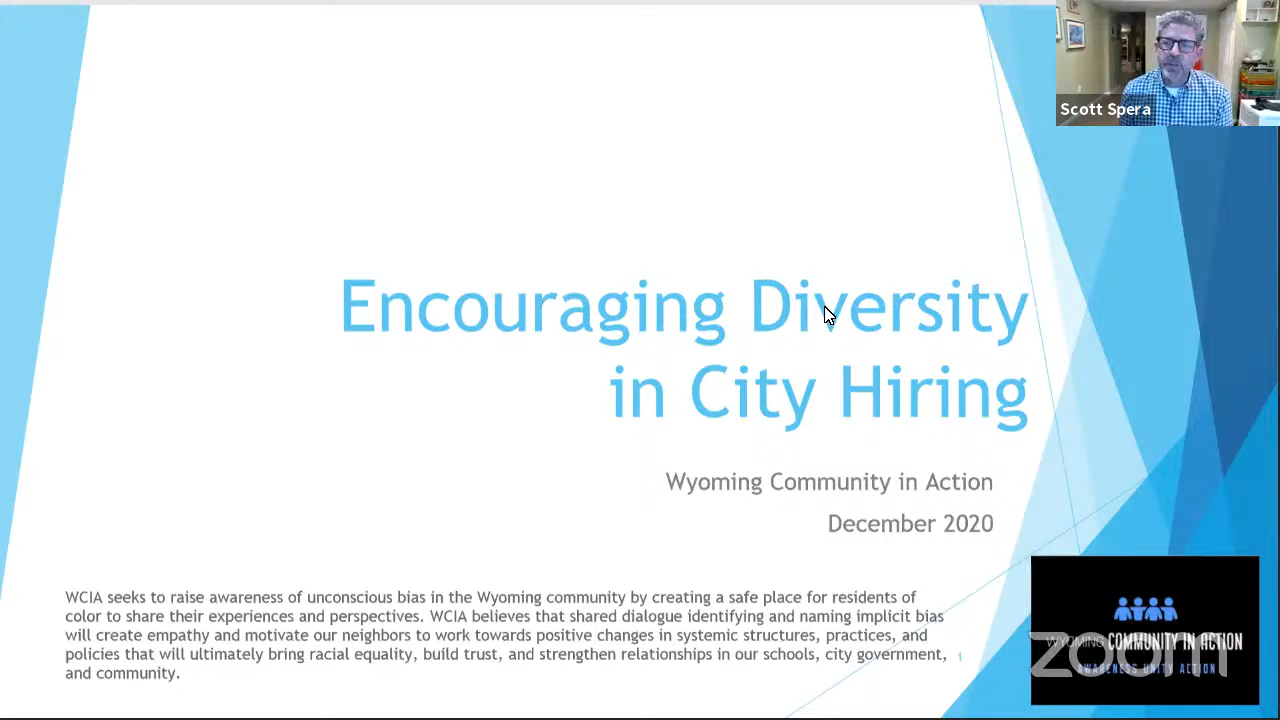 Scott Spera
Encouraging Diversity
in City Hiring
Wyoming Community in Action
December 2020
WCIA seeks to raise awareness of unconscious bias in the Wyoming community by creating a safe place for residents of
color to share their experiences and perspectives. WCIA believes that shared dialogue identifying and naming implicit bias
will create empathy and motivate our neighbors to work towards positive changes in systemic structures, practices, and
policies that will ultimately bring racial equality, build trust, and strengthen relationships in our schools, city government,
and community.
1
WYOMING COMMUNITY IN ACTION
AWARENESS UNITY ACTION
zoom